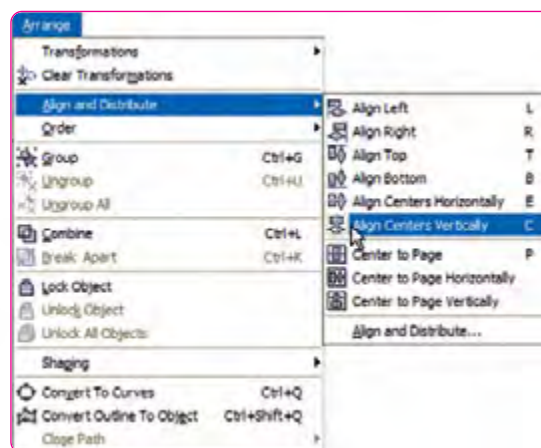 Arrange
Transformations
Clear Transformations
Align and Distribute
Order
Group Ctrl+G
Ungroup Ctrl+U
Ungroup All
Combine Ctrl+L
Break Apart Ctrl+K
Lock Object
Unlock Object
Unlock All Objects
Shaping
Convert To Curves Ctrl+Q
Convert Outline To Object Ctrl+Shift+Q
Close Path
Align Left L
Align Right R
Align Top T
Align Bottom B
Align Centers Horizontally E
Align Centers Vertically C
Center to Page P
Center to Page Horizontally
Center to Page Vertically
Align and Distribute...